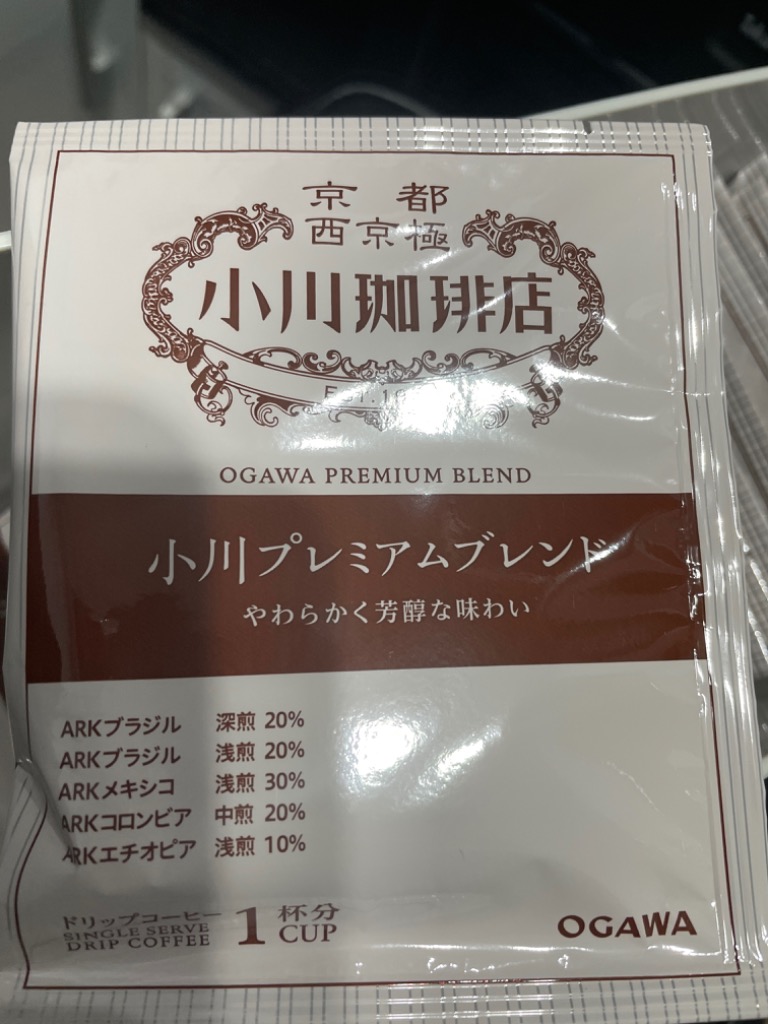 京都
西京極
小川珈琲店
OGAWA PREMIUM BLEND
小川プレミアムブレンド
やわらかく芳醇な味わい
ARKブラジル 深煎 20%
ARKブラジル 浅煎 20%
ARKメキシコ 浅煎 30%
ARKコロンビア 中煎 20%
ARKエチオピア 浅煎 10%
ドリップコーヒー
SINGLE SERVE
DRIP COFFEE
1杯分
CUP
OGAWA